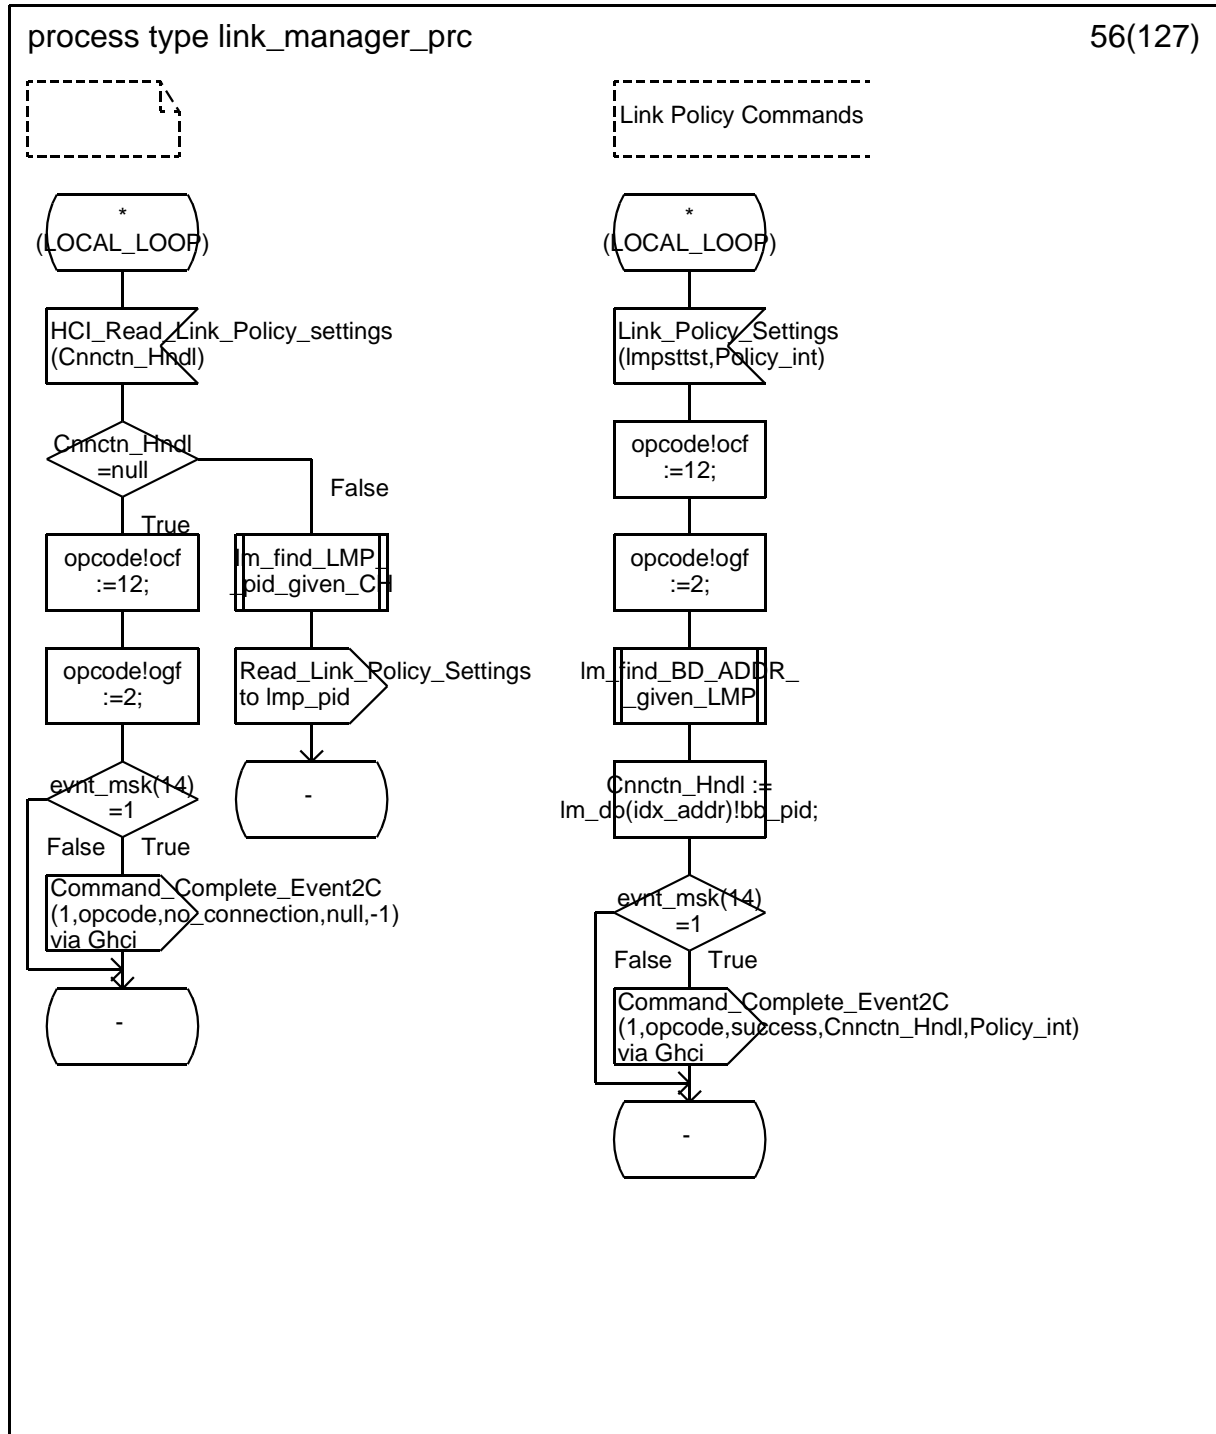 process type link_manager_prc
56(127)
Link Policy Commands
*
(LOCAL_LOOP)
HCI_Read_Link_Policy_settings
(Cnnctn_Hndl)
Cnnctn_Hndl
=null
False
True
opcode!ocf
:=12;
lm_find_LMP_
_pid_given_CH
opcode!ogf
:=2;
Read_Link_Policy_Settings
to lmp_pid
evnt_msk(14)
=1
-
False
True
Command_Complete_Event2C
(1,opcode,no_connection,null,-1)
via Ghci
-
*
(LOCAL_LOOP)
Link_Policy_Settings
(lmpsttst,Policy_int)
opcode!ocf
:=12;
opcode!ogf
:=2;
lm_find_BD_ADDR_
_given_LMP
Cnnctn_Hndl :=
lm_db(idx_addr)!bb_pid;
evnt_msk(14)
=1
False
True
Command_Complete_Event2C
(1,opcode,success,Cnnctn_Hndl,Policy_int)
via Ghci
-